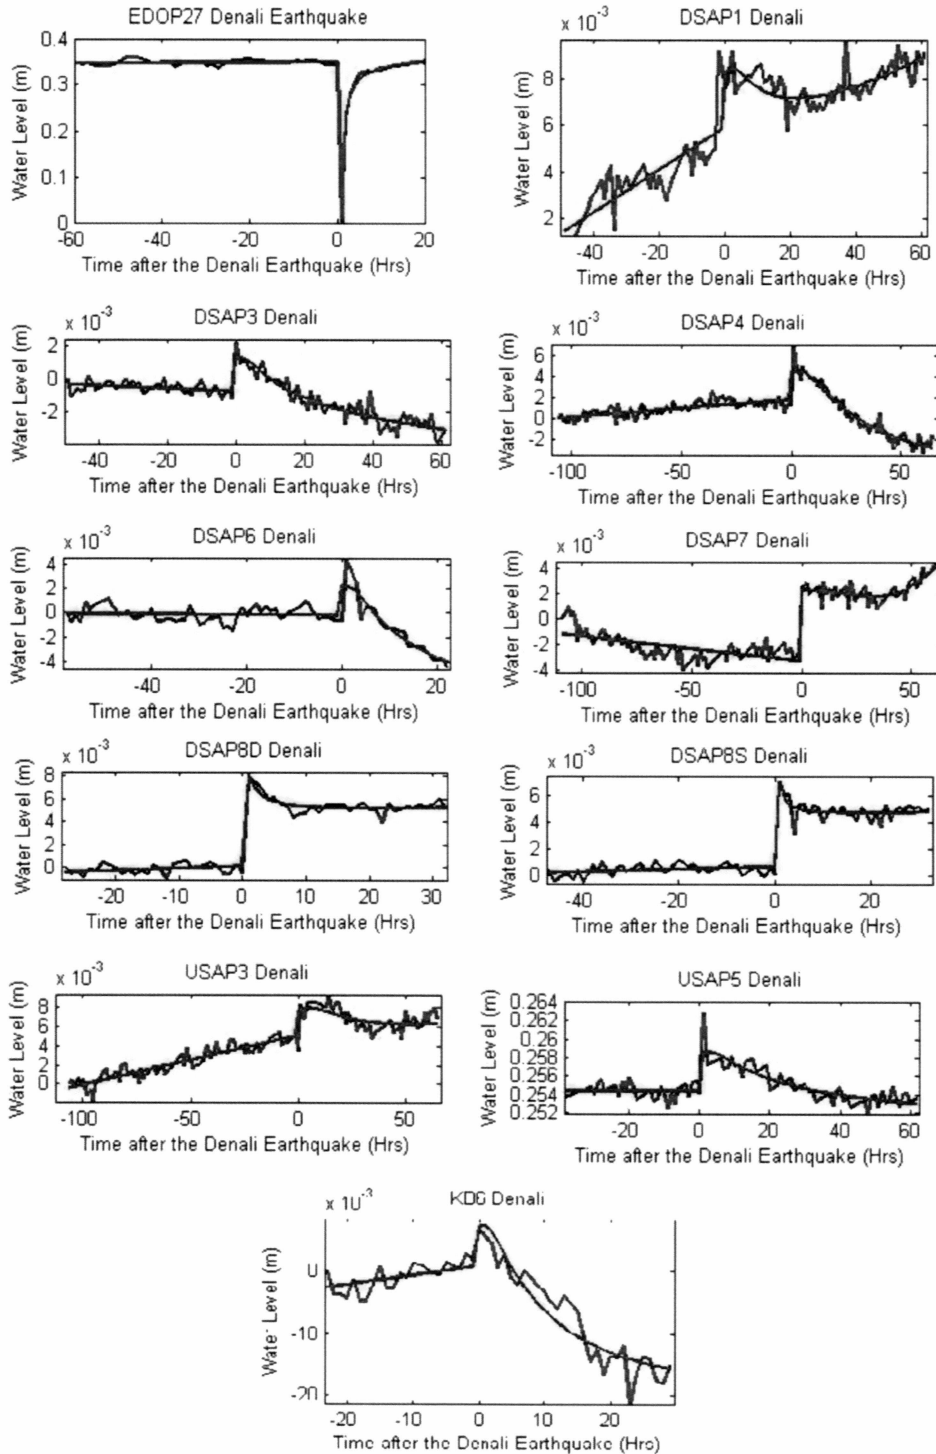 EDOP27 Denali Earthquake
Water Level (m)
0.4
0.3
0.2
0.1
0
-60 -40 -20 0 20
Time after the Denali Earthquake (Hrs)
x 10-3
DSAP1 Denali
Water Level (m)
8
6
4
2
-40 -20 0 20 40 60
Time after the Denali Earthquake (Hrs)
x 10-3
DSAP3 Denali
Water Level (m)
2
0
-2
-40 -20 0 20 40 60
Time after the Denali Earthquake (Hrs)
x 10-3
DSAP4 Denali
Water Level (m)
6
4
2
0
-2
-100 -50 0 50
Time after the Denali Earthquake (Hrs)
x 10-3
DSAP6 Denali
Water Level (m)
4
2
0
-2
-4
-40 -20 0 20
Time after the Denali Earthquake (Hrs)
x 10-3
DSAP7 Denali
Water Level (m)
4
2
0
-2
-4
-100 -50 0 50
Time after the Denali Earthquake (Hrs)
x 10-3
DSAP8D Denali
Water Level (m)
8
6
4
2
0
-20 -10 0 10 20 30
Time after the Denali Earthquake (Hrs)
x 10-3
DSAP8S Denali
Water Level (m)
6
4
2
0
-40 -20 0 20
Time after the Denali Earthquake (Hrs)
x 10-3
USAP3 Denali
Water Level (m)
8
6
4
2
0
-100 -50 0 50
Time after the Denali Earthquake (Hrs)
USAP5 Denali
Water Level (m)
0.264
0.26
0.258
0.254
0.252
-20 0 20 40 60
Time after the Denali Earthquake (Hrs)
x 10-3
KD6 Denali
Water Level (m)
0
-10
-20
-20 -10 0 10 20
Time after the Denali Earthquake (Hrs)